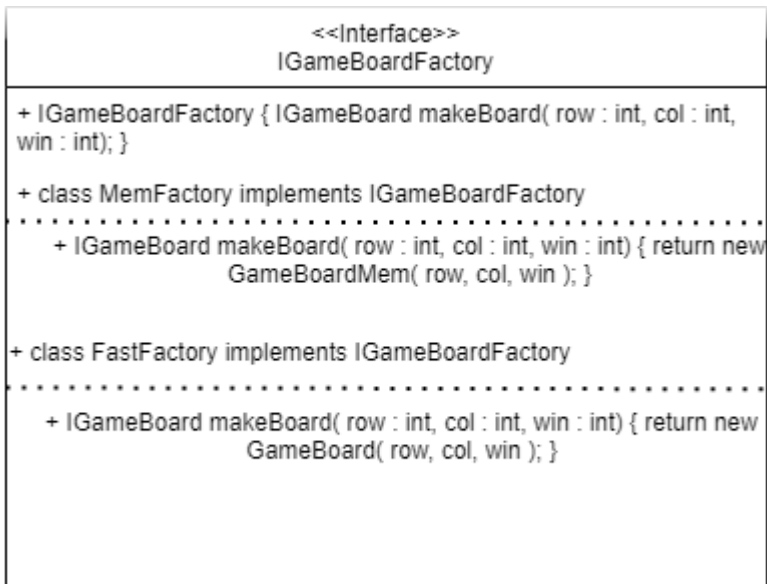 <<Interface>>
IGameBoardFactory
+ IGameBoardFactory { IGameBoard makeBoard( row : int, col : int,
win : int); }
+ class MemFactory implements IGameBoardFactory
+ IGameBoard makeBoard( row : int, col : int, win : int) { return new
GameBoardMem( row, col, win ); }
+ class FastFactory implements IGameBoardFactory
+ IGameBoard makeBoard( row : int, col : int, win : int) { return new
GameBoard( row, col, win ); }